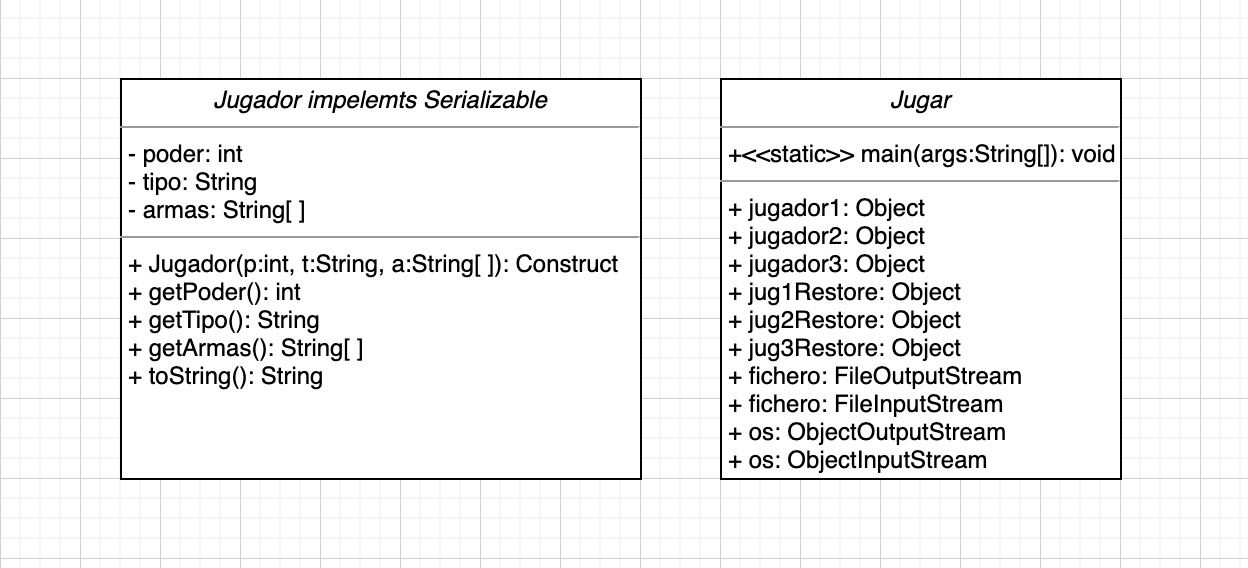 Jugador impelemts Serializable
- poder: int
- tipo: String
- armas: String[ ]
+ Jugador(p:int, t:String, a:String[ ]): Construct
+ getPoder(): int
+ getTipo(): String
+ getArmas(): String[ ]
+ toString(): String
Jugar
+<<static>> main(args:String[]): void
+ jugador1: Object
+ jugador2: Object
+ jugador3: Object
+ jug1Restore: Object
+ jug2Restore: Object
+ jug3Restore: Object
+ fichero: FileOutputStream
+ fichero: FileInputStream
+ os: ObjectOutputStream
+ os: ObjectInputStream